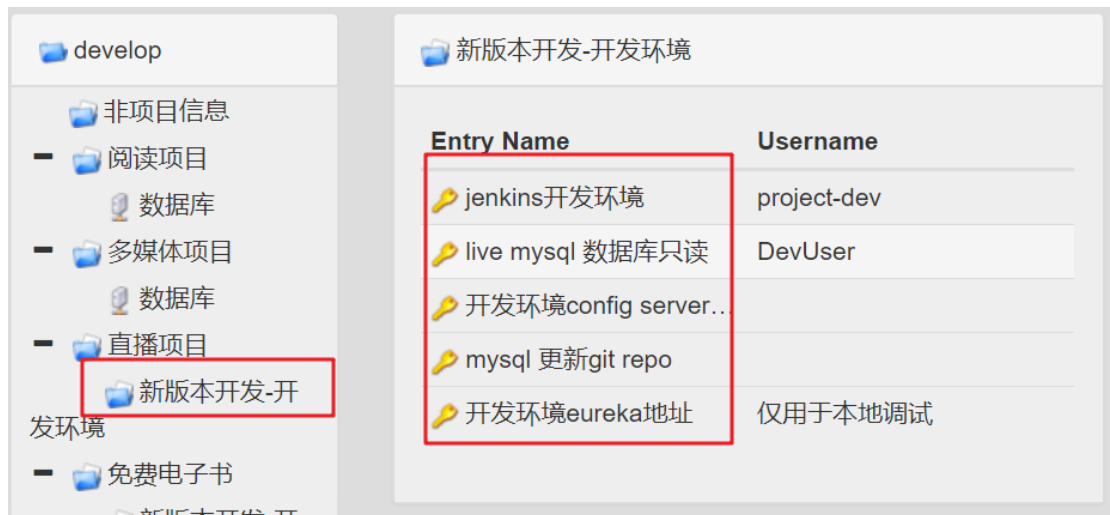 develop
非项目信息
阅读项目
数据库
多媒体项目
数据库
直播项目
新版本开发-开
发环境
免费电子书
新版本开发-开发环境
Entry Name Username
jenkins开发环境 project-dev
live mysql 数据库只读 DevUser
开发环境config server...
mysql 更新git repo
开发环境eureka地址 仅用于本地调试